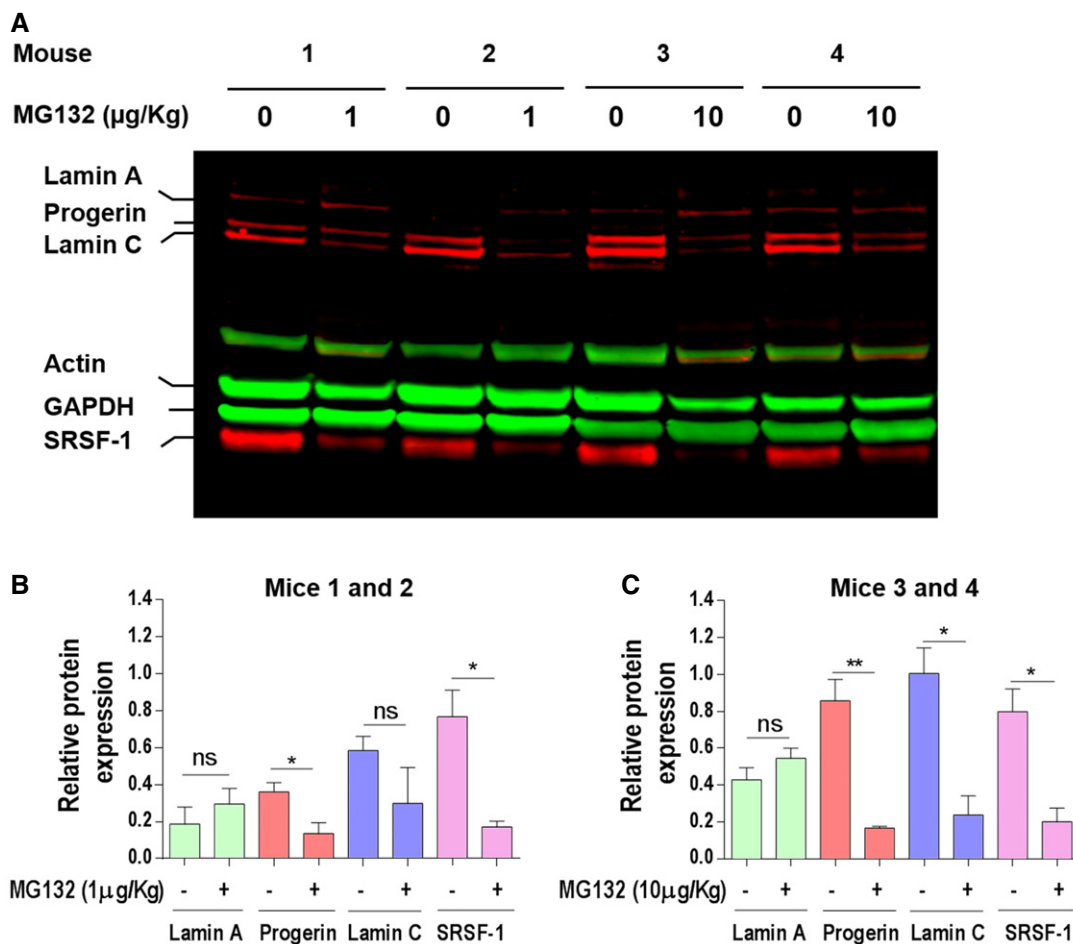 A
Mouse 1 2 3 4
MG132 (µg/Kg) 0 1 0 1 0 10 0 10
Lamin A
Progerin
Lamin C
Actin
GAPDH
SRSF-1
B
Mice 1 and 2
Relative protein
expression
1.4
1.2
1.0
0.8
0.6
0.4
0.2
0.0
ns
*
ns
*
MG132 (1µg/Kg) - + - + - + - +
Lamin A Progerin Lamin C SRSF-1
C
Mice 3 and 4
Relative protein
expression
1.4
1.2
1.0
0.8
0.6
0.4
0.2
0.0
ns
**
*
*
MG132 (10µg/Kg) - + - + - + - +
Lamin A Progerin Lamin C SRSF-1